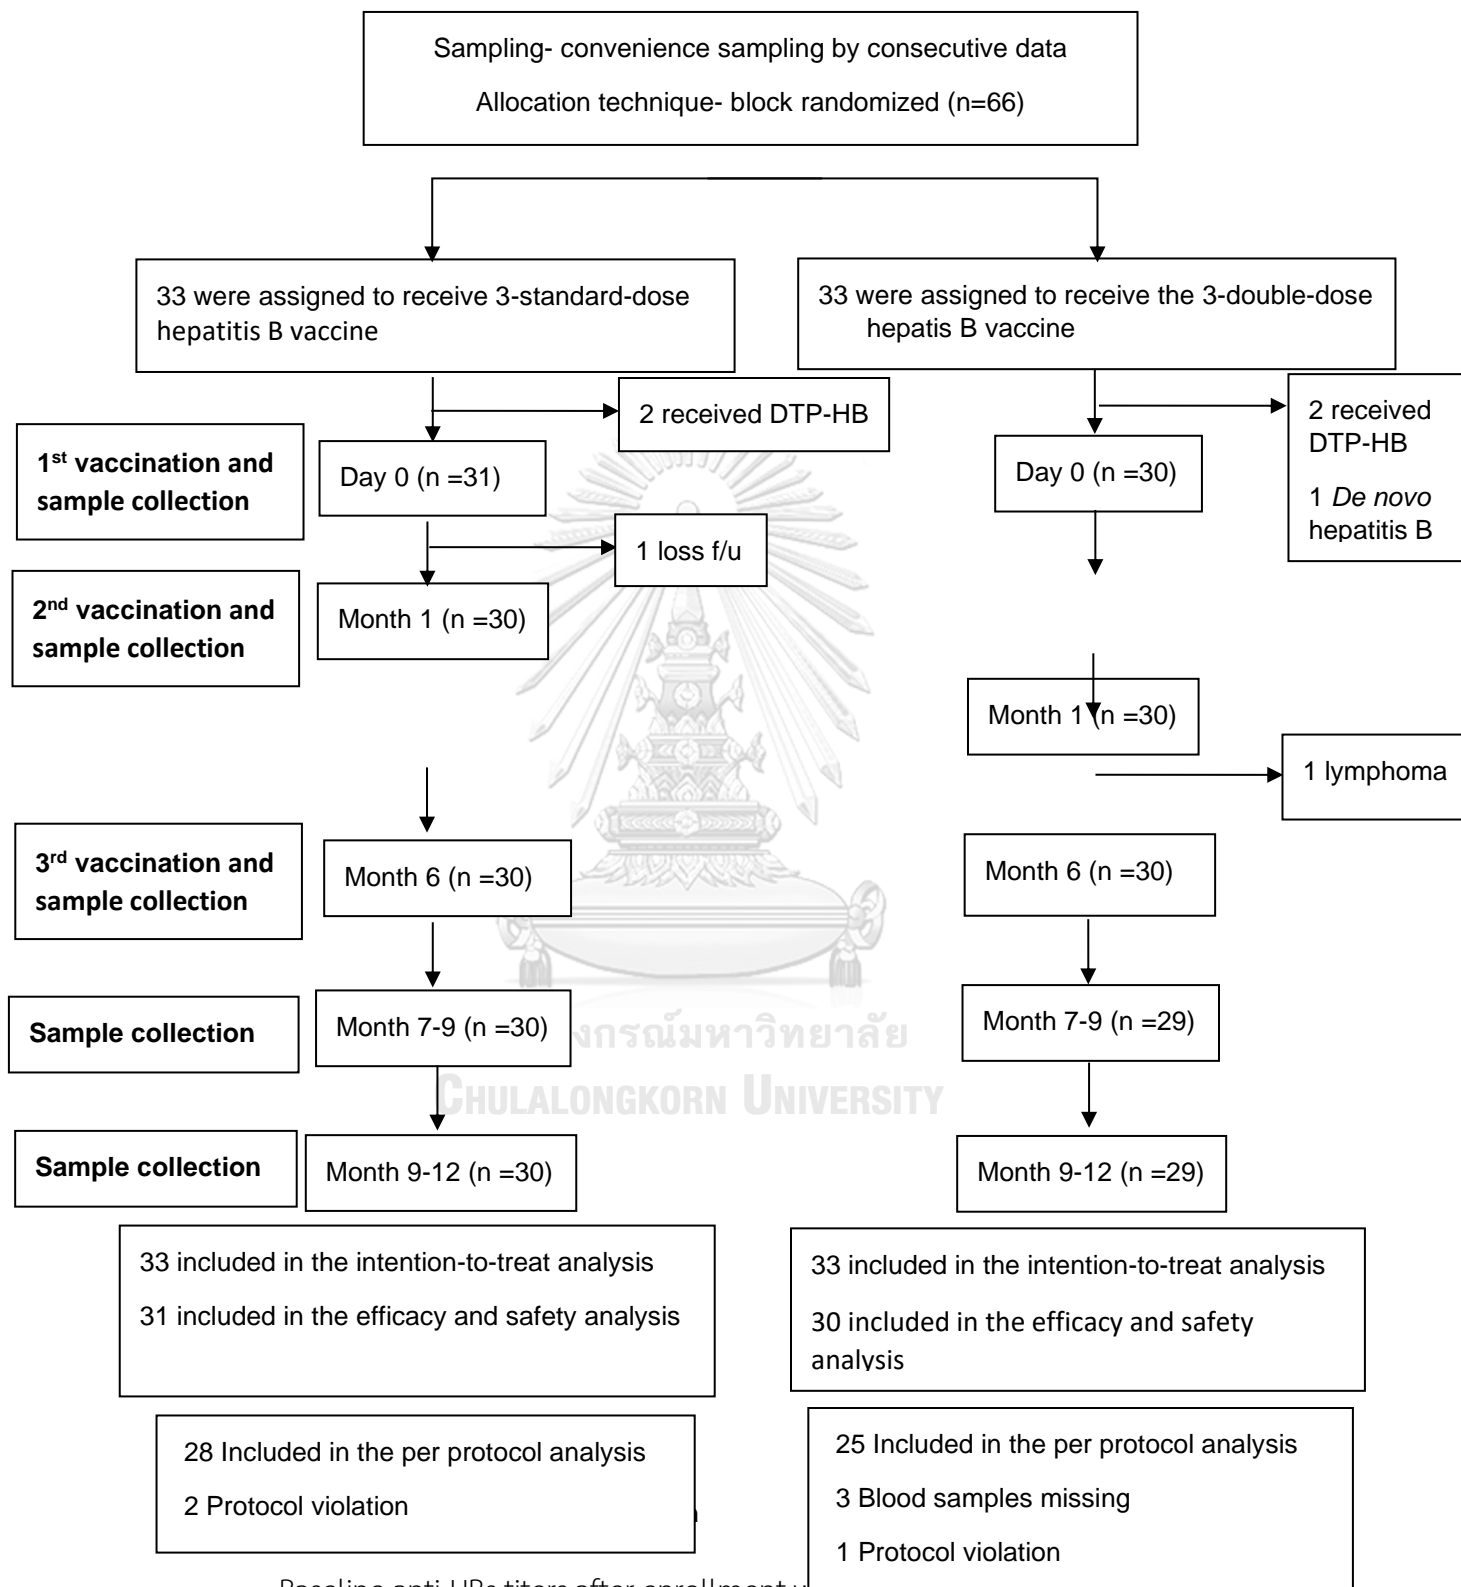 Sampling- convenience sampling by consecutive data
Allocation technique- block randomized (n=66)
33 were assigned to receive 3-standard-dose
hepatitis B vaccine
33 were assigned to receive the 3-double-dose
hepatis B vaccine
2 received DTP-HB
2 received
DTP-HB
1 De novo
hepatitis B
1st vaccination and
sample collection
Day 0 (n =31)
Day 0 (n =30)
1 loss f/u
2nd vaccination and
sample collection
Month 1 (n =30)
Month 1 (n =30)
1 lymphoma
3rd vaccination and
sample collection
Month 6 (n =30)
Month 6 (n =30)
Sample collection
Month 7-9 (n =30)
Month 7-9 (n =29)
งกรณ์มหาวิทยาลัย
CHULALONGKORN UNIVERSITY
Sample collection
Month 9-12 (n =30)
Month 9-12 (n =29)
33 included in the intention-to-treat analysis
31 included in the efficacy and safety analysis
33 included in the intention-to-treat analysis
30 included in the efficacy and safety
analysis
28 Included in the per protocol analysis
2 Protocol violation
25 Included in the per protocol analysis
3 Blood samples missing
1 Protocol violation
Baseline anti HBs titers after enrollment